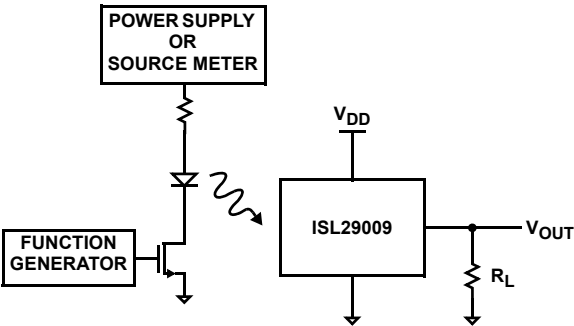 POWER SUPPLY
OR
SOURCE METER
VDD
ISL29009
VOUT
FUNCTION
GENERATOR
RL